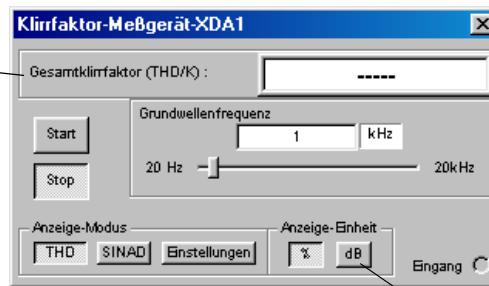 Klirrfaktor-Meßgerät-XDA1
Gesamtklirrfaktor (THD/K) : -----
Grundwellenfrequenz
Start
1 kHz
Stop
20 Hz 20kHz
Anzeige-Modus Anzeige-Einheit
THD SINAD Einstellungen % dB
Eingang